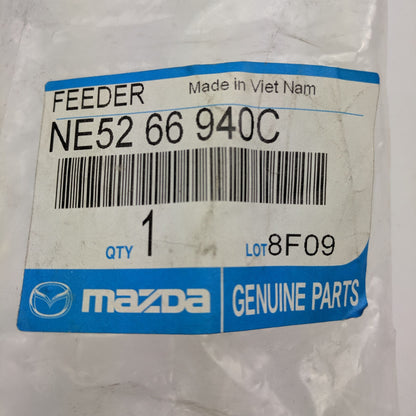 FEEDER Made in Viet Nam
NE52 66 940C
QTY 1 LOT 8F09
mazda GENUINE PARTS